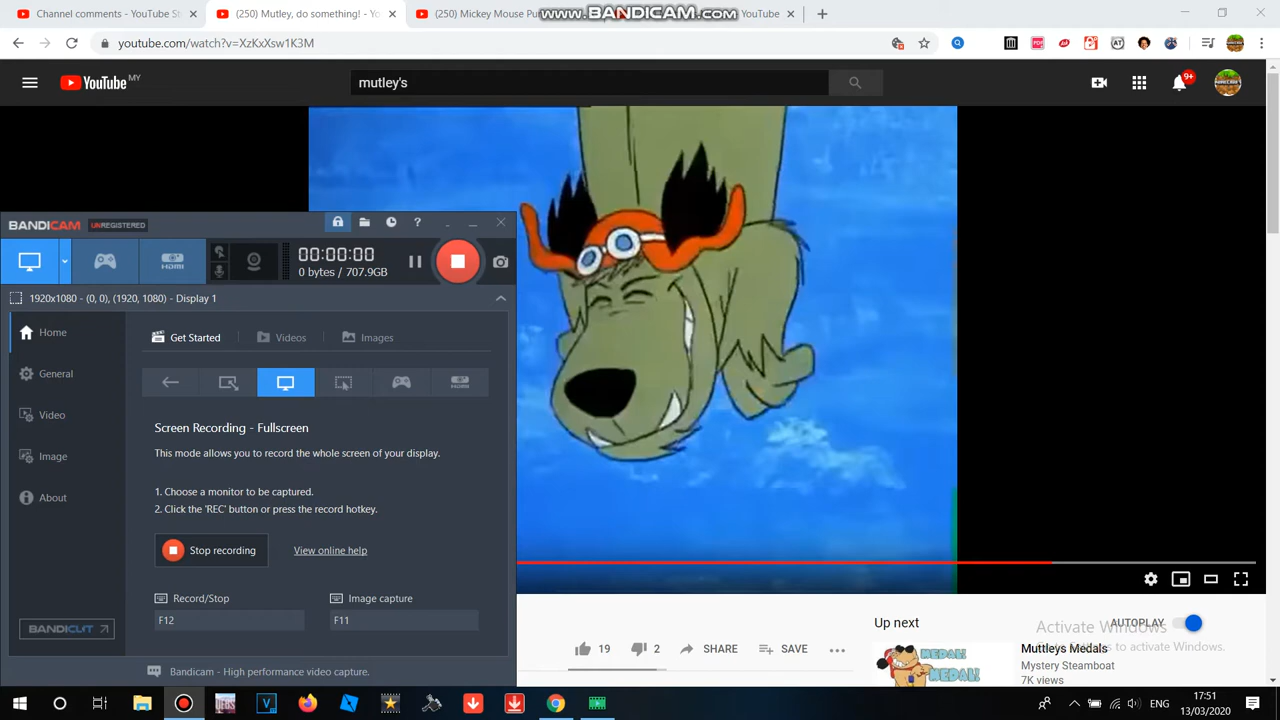 Channel comments - YouTube St
(250) Mutley, do something! - Yo
(250) Mickey Mouse Pu
www.BANDICAM.com
YouTube
youtube.com/watch?v=XzKxXsw1K3M
YouTube MY
mutley's
9+
BANDICAM UNREGISTERED
HDMI
00:00:00
0 bytes / 707.9GB
1920x1080 - (0, 0), (1920, 1080) - Display 1
Home
General
Video
Image
About
Get Started
Videos
Images
HDMI
Screen Recording - Fullscreen
This mode allows you to record the whole screen of your display.
1. Choose a monitor to be captured.
2. Click the 'REC' button or press the record hotkey.
Stop recording
View online help
Record/Stop
Image capture
F12
F11
BANDICUT
Bandicam - High performance video capture.
19
2
SHARE
SAVE
Up next
AUTOPLAY
Activate Windows
to activate Windows.
MEDAL!
MEDAL!
Muttleys Medals
Mystery Steamboat
7K views
ENG
17:51
13/03/2020